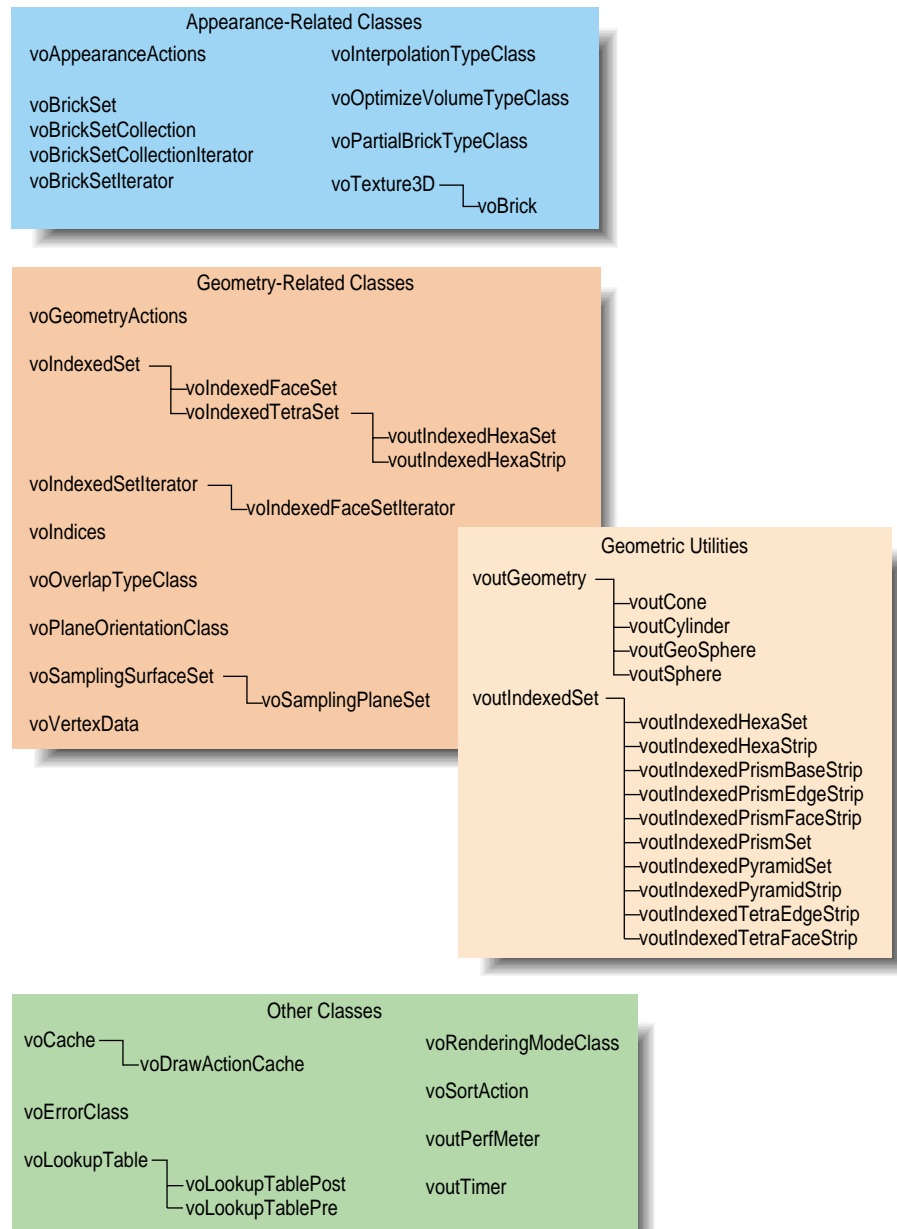 Appearance-Related Classes
voAppearanceActions
voBrickSet
voBrickSetCollection
voBrickSetCollectionIterator
voBrickSetIterator
voInterpolationTypeClass
voOptimizeVolumeTypeClass
voPartialBrickTypeClass
voTexture3D
voBrick
Geometry-Related Classes
voGeometryActions
voIndexedSet
voIndexedFaceSet
voIndexedTetraSet
voutIndexedHexaSet
voutIndexedHexaStrip
voIndexedSetIterator
voIndexedFaceSetIterator
voIndices
voOverlapTypeClass
voPlaneOrientationClass
voSamplingSurfaceSet
voSamplingPlaneSet
voVertexData
Geometric Utilities
voutGeometry
voutCone
voutCylinder
voutGeoSphere
voutSphere
voutIndexedSet
voutIndexedHexaSet
voutIndexedHexaStrip
voutIndexedPrismBaseStrip
voutIndexedPrismEdgeStrip
voutIndexedPrismFaceStrip
voutIndexedPrismSet
voutIndexedPyramidSet
voutIndexedPyramidStrip
voutIndexedTetraEdgeStrip
voutIndexedTetraFaceStrip
Other Classes
voCache
voDrawActionCache
voErrorClass
voLookupTable
voLookupTablePost
voLookupTablePre
voRenderingModeClass
voSortAction
voutPerfMeter
voutTimer